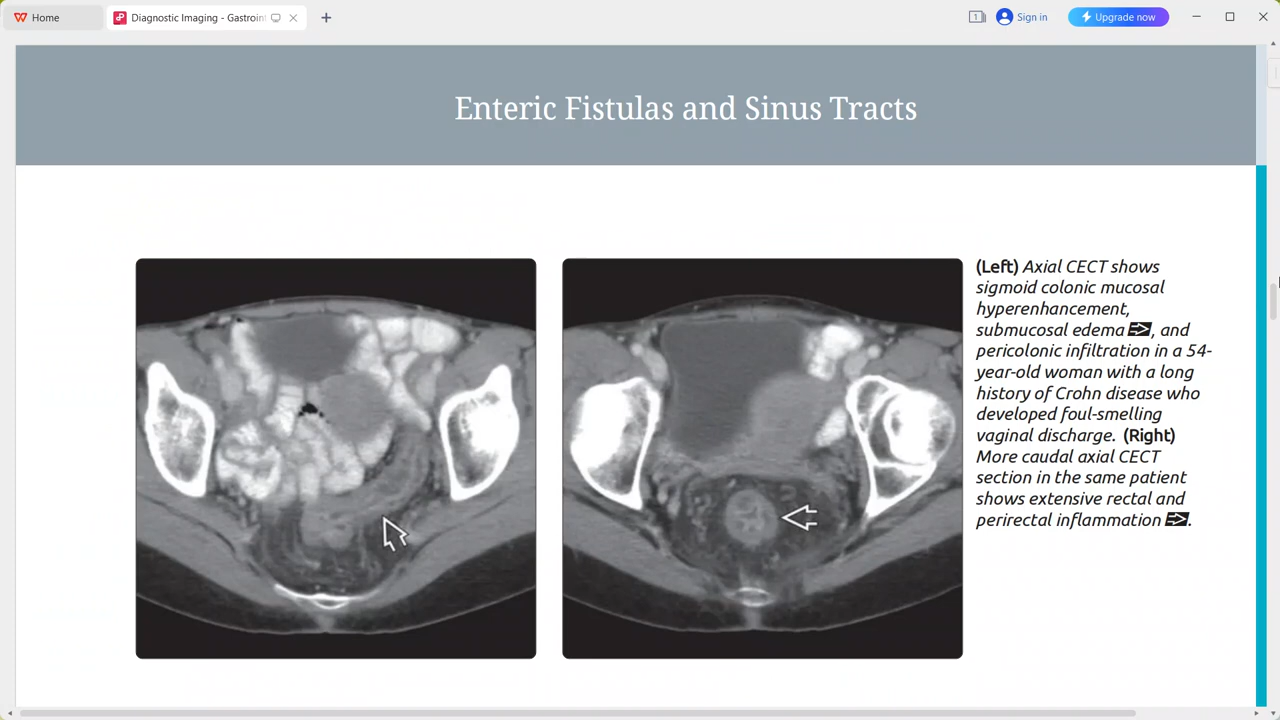 Home
Diagnostic Imaging - Gastroin
1
Sign in
Upgrade now
Enteric Fistulas and Sinus Tracts
(Left) Axial CECT shows
sigmoid colonic mucosal
hyperenhancement,
submucosal edema, and
pericolonic infiltration in a 54-
year-old woman with a long
history of Crohn disease who
developed foul-smelling
vaginal discharge. (Right)
More caudal axial CECT
section in the same patient
shows extensive rectal and
perirectal inflammation.